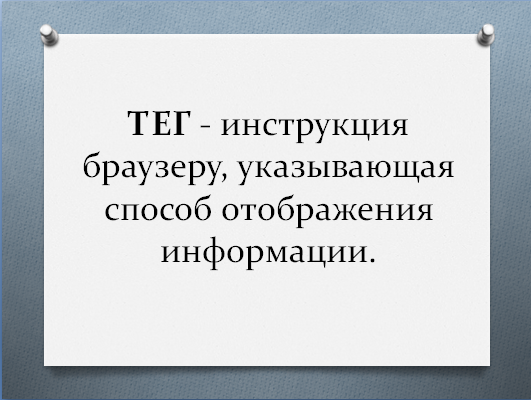 ТЕГ - инструкция
браузеру, указывающая
способ отображения
информации.